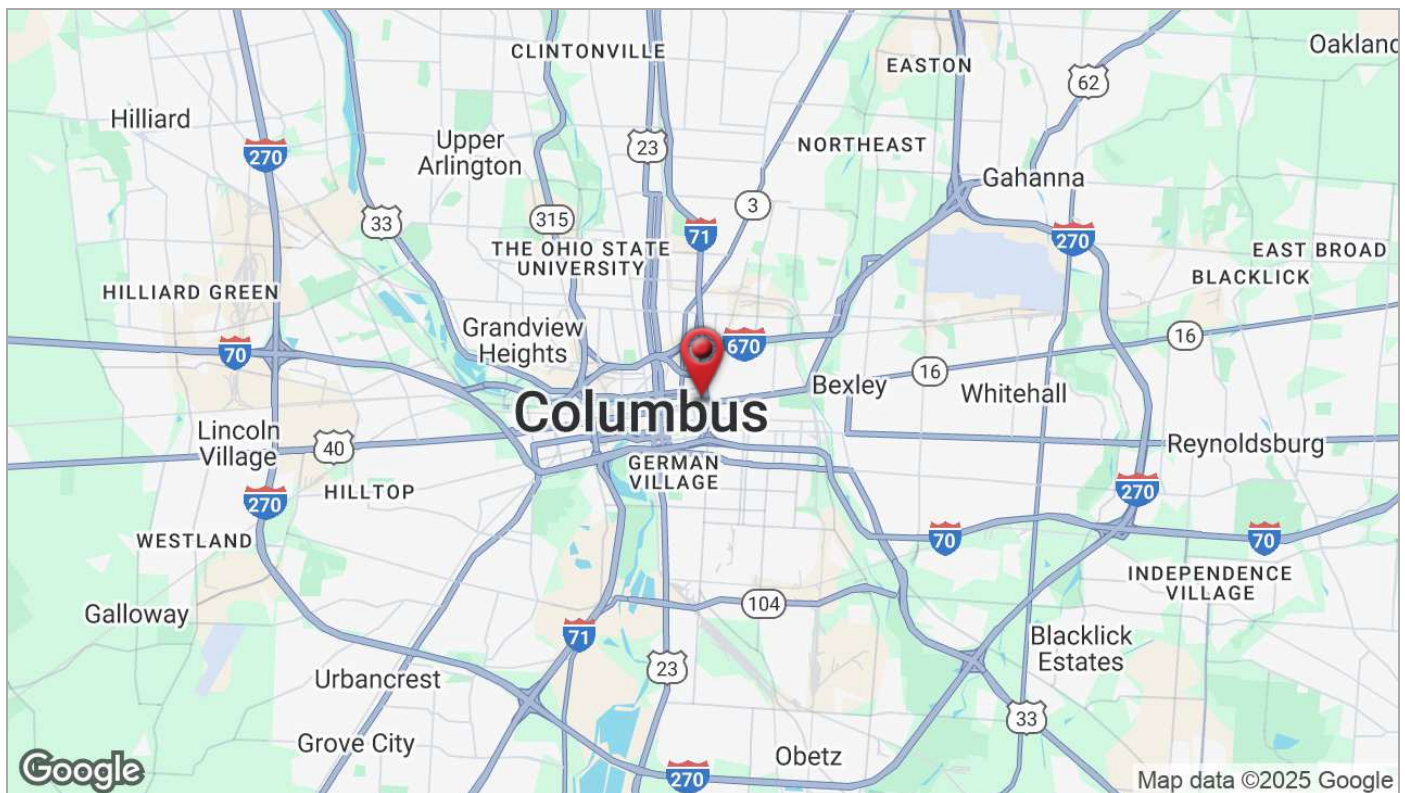 CLINTONVILLE
Oakland
EASTON
62
Hilliard
Upper
Arlington
23
NORTHEAST
270
Gahanna
33
315
3
71
270
THE OHIO STATE
UNIVERSITY
EAST BROAD
BLACKLICK
HILLIARD GREEN
Grandview
Heights
70
670
16
16
Bexley
Whitehall
Columbus
Lincoln
Village
40
Reynoldsburg
GERMAN
VILLAGE
HILLTOP
270
270
WESTLAND
70
70
INDEPENDENCE
VILLAGE
Galloway
104
71
Blacklick
Estates
23
Urbancrest
33
Grove City
Obetz
270
Google
Map data ©2025 Google